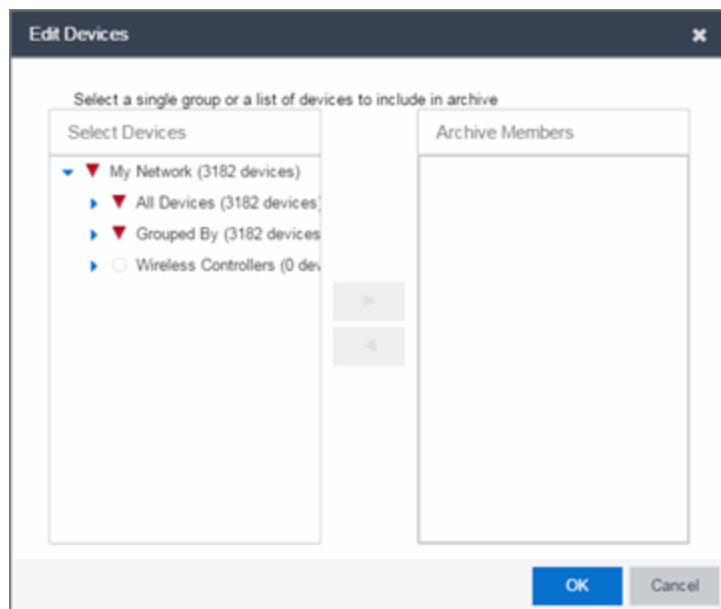 Edit Devices
Select a single group or a list of devices to include in archive
Select Devices
Archive Members
My Network (3182 devices)
All Devices (3182 devices)
Grouped By (3182 devices
Wireless Controllers (0 dev
OK
Cancel